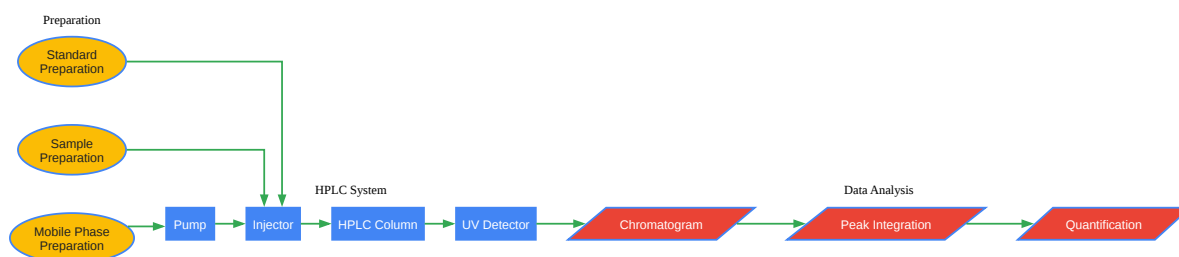 Preparation
Standard
Preparation
Sample
Preparation
HPLC System
Data Analysis
Mobile Phase
Preparation
Pump
Injector
HPLC Column
UV Detector
Chromatogram
Peak Integration
Quantification